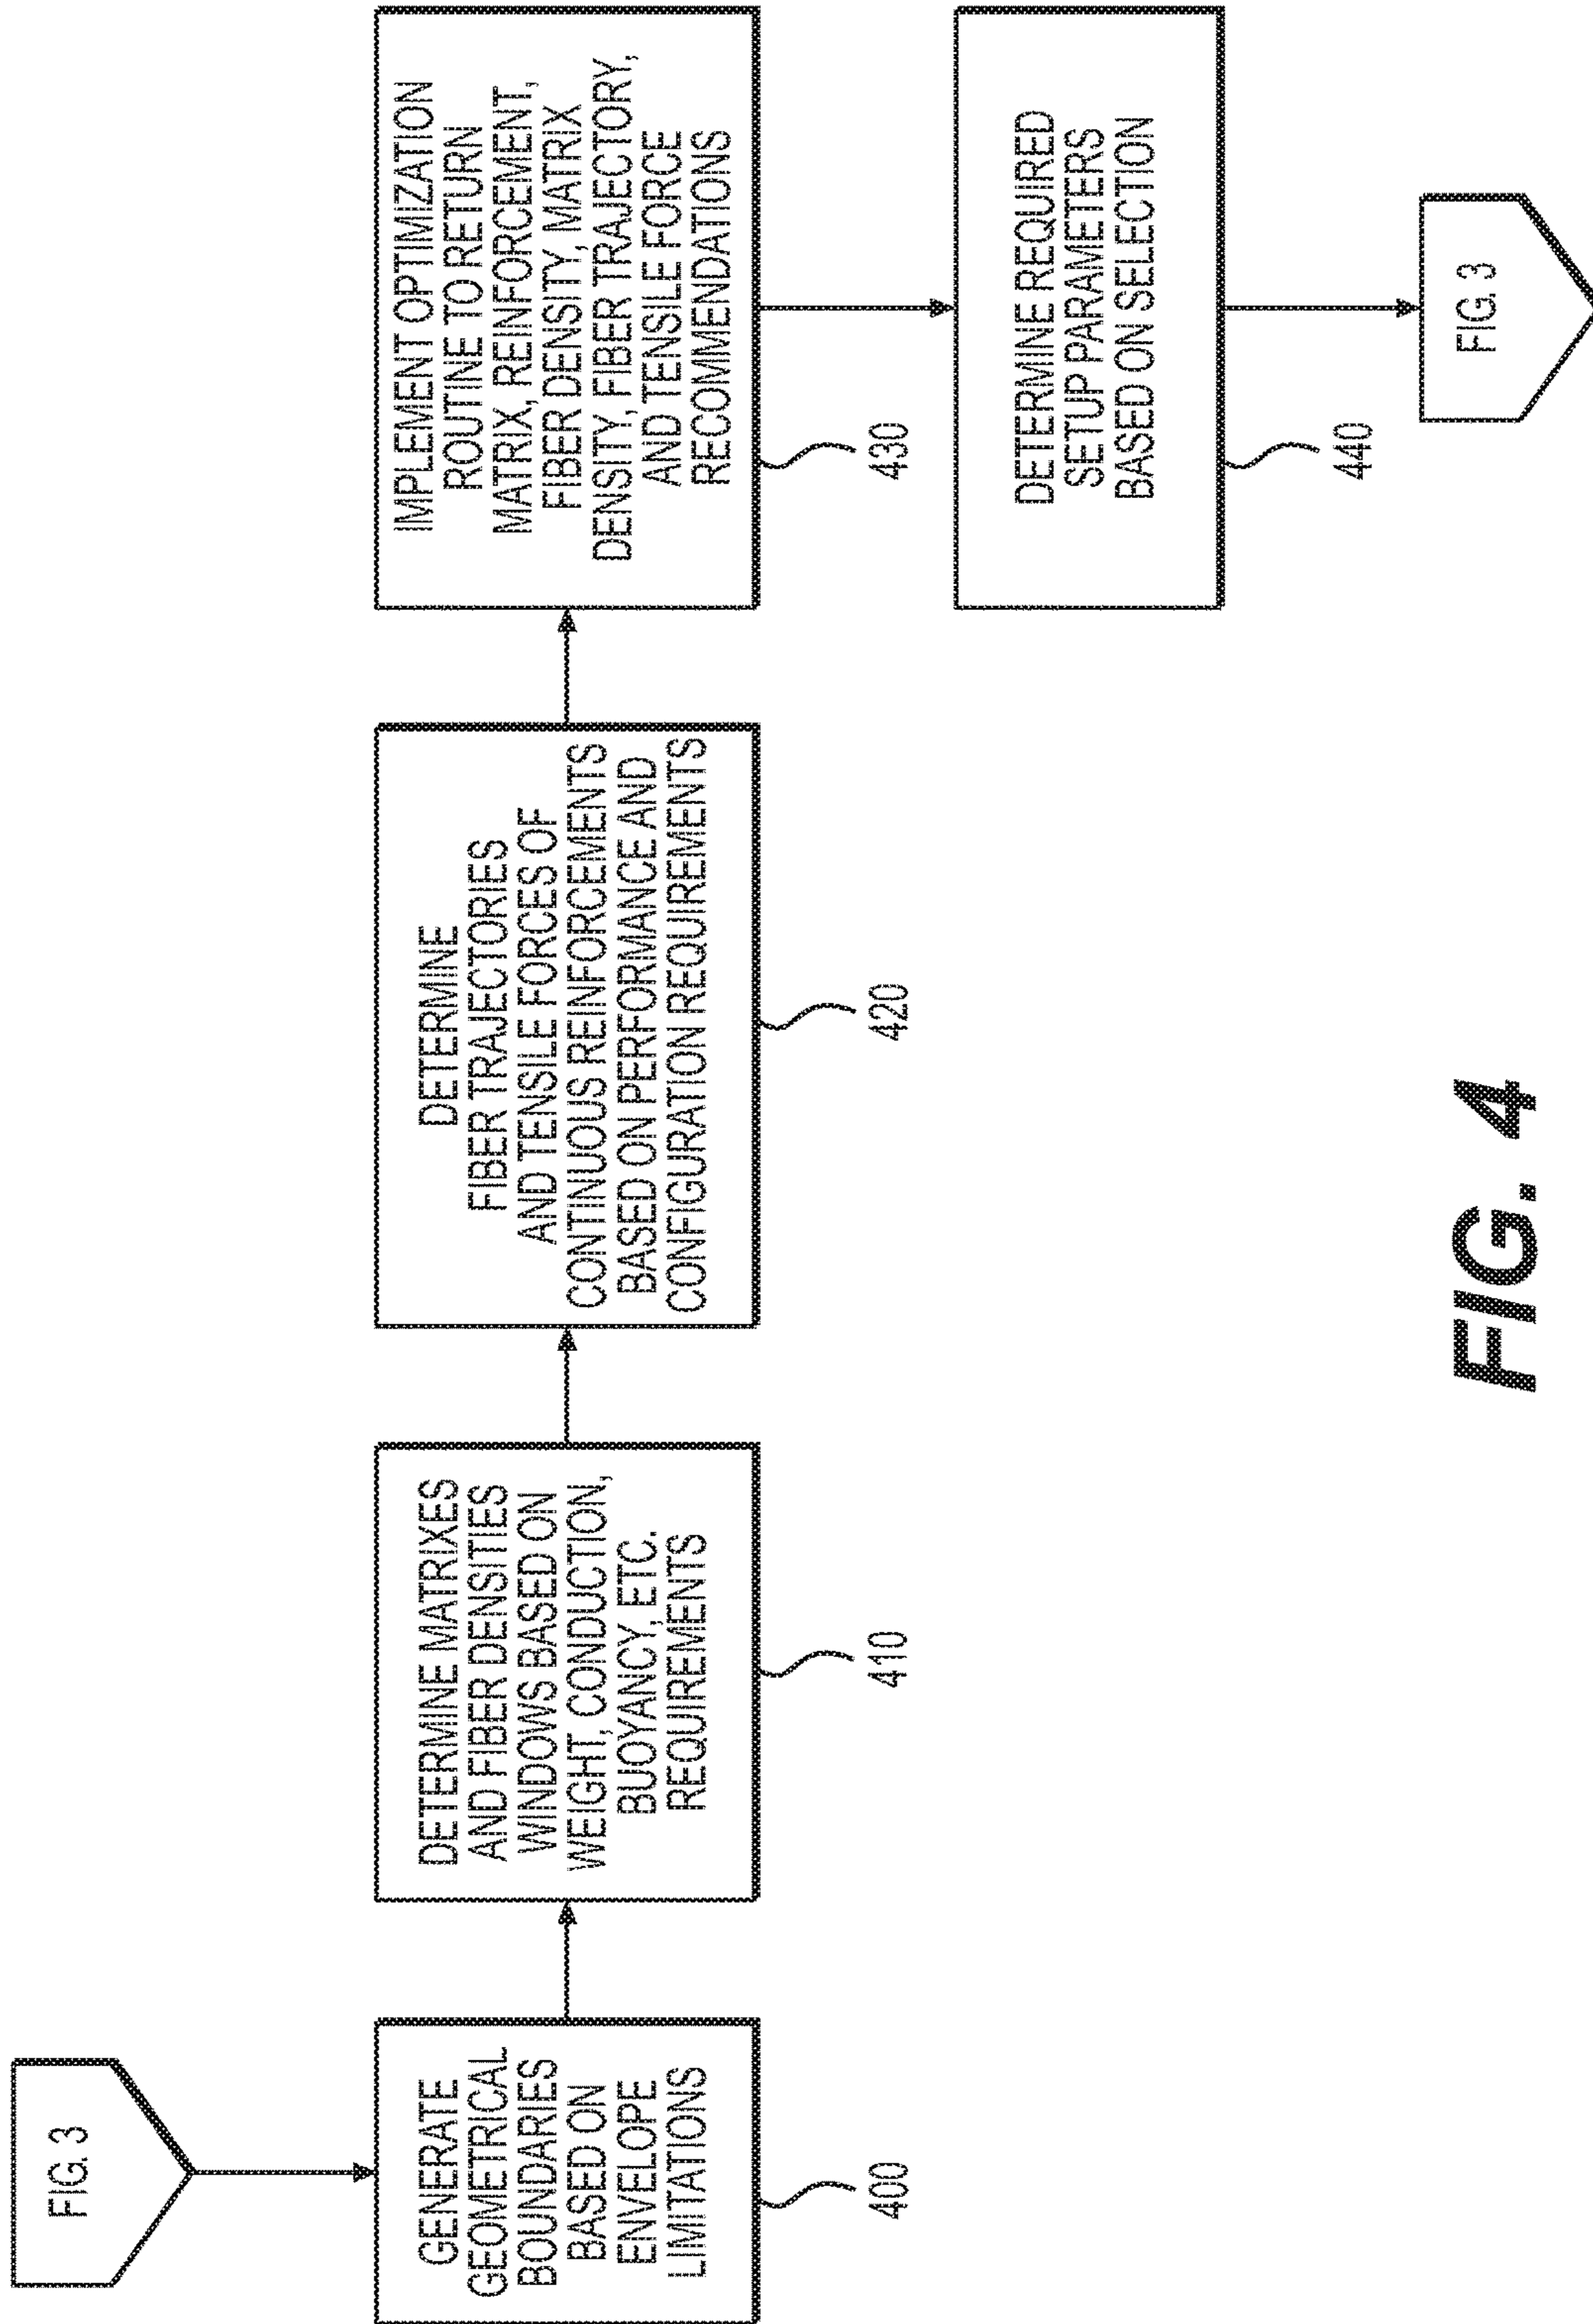 FIG. 3
GENERATE
GEOMETRICAL
BOUNDARIES
BASED ON
ENVELOPE
LIMITATIONS
400
DETERMINE MATRIXES
AND FIBER DENSITIES
WINDOWS BASED ON
WEIGHT, CONDUCTION,
BUOYANCY, ETC.
REQUIREMENTS
410
DETERMINE
FIBER TRAJECTORIES
AND TENSILE FORCES OF
CONTINUOUS REINFORCEMENTS
BASED ON PERFORMANCE AND
CONFIGURATION REQUIREMENTS
420
IMPLEMENT OPTIMIZATION
ROUTINE TO RETURN
MATRIX, REINFORCEMENT,
FIBER DENSITY, MATRIX
DENSITY, FIBER TRAJECTORY,
AND TENSILE FORCE
RECOMMENDATIONS
430
DETERMINE REQUIRED
SETUP PARAMETERS
BASED ON SELECTION
440
FIG. 3
FIG. 4